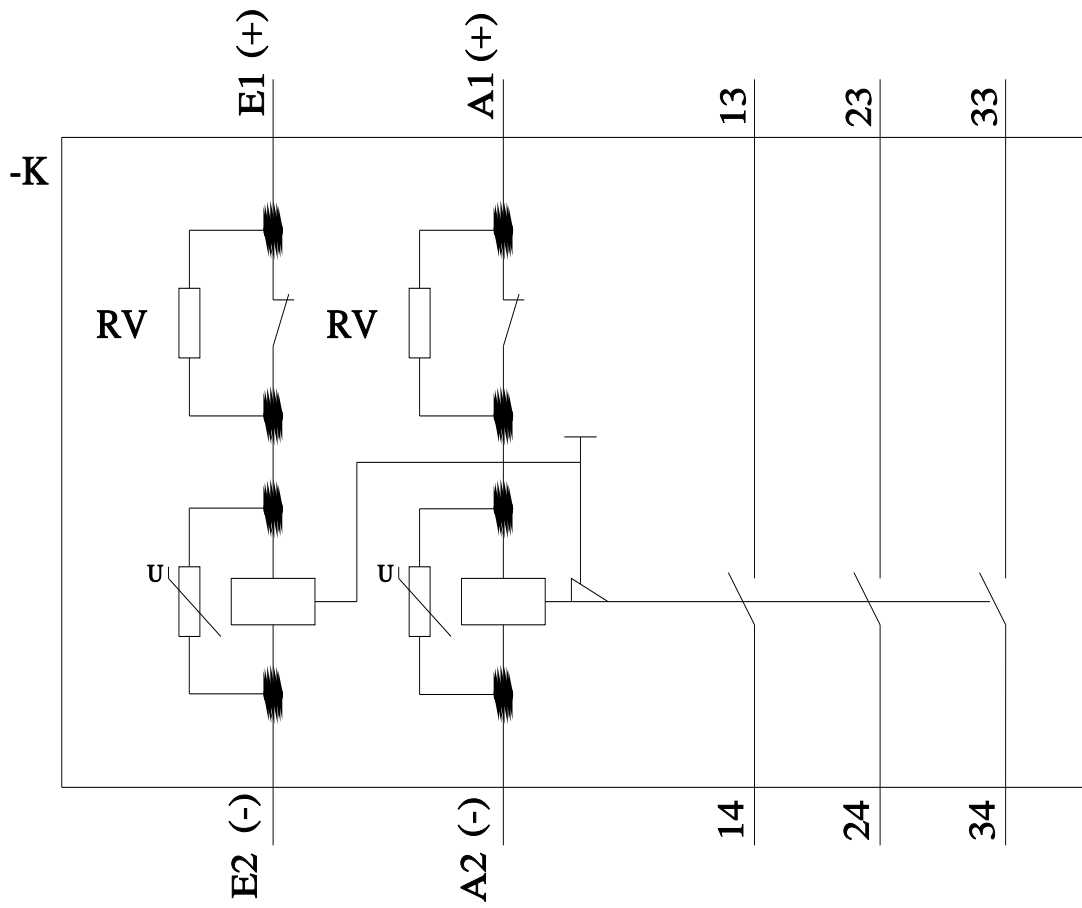 E1 (+)
A1 (+)
13
23
33
-K
RV
RV
U
U
E2 (-)
A2 (-)
14
24
34